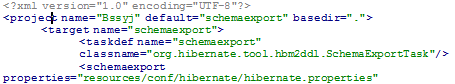 <?xml version="1.0" encoding="UTF-8"?>
<project name="Bssyj" default="schemaexport" basedir=".">
<target name="schemaexport">
<taskdef name="schemaexport"
classname="org.hibernate.tool.hbm2ddl.SchemaExportTask"/>
<schemaexport
properties="resources/conf/hibernate/hibernate.properties"